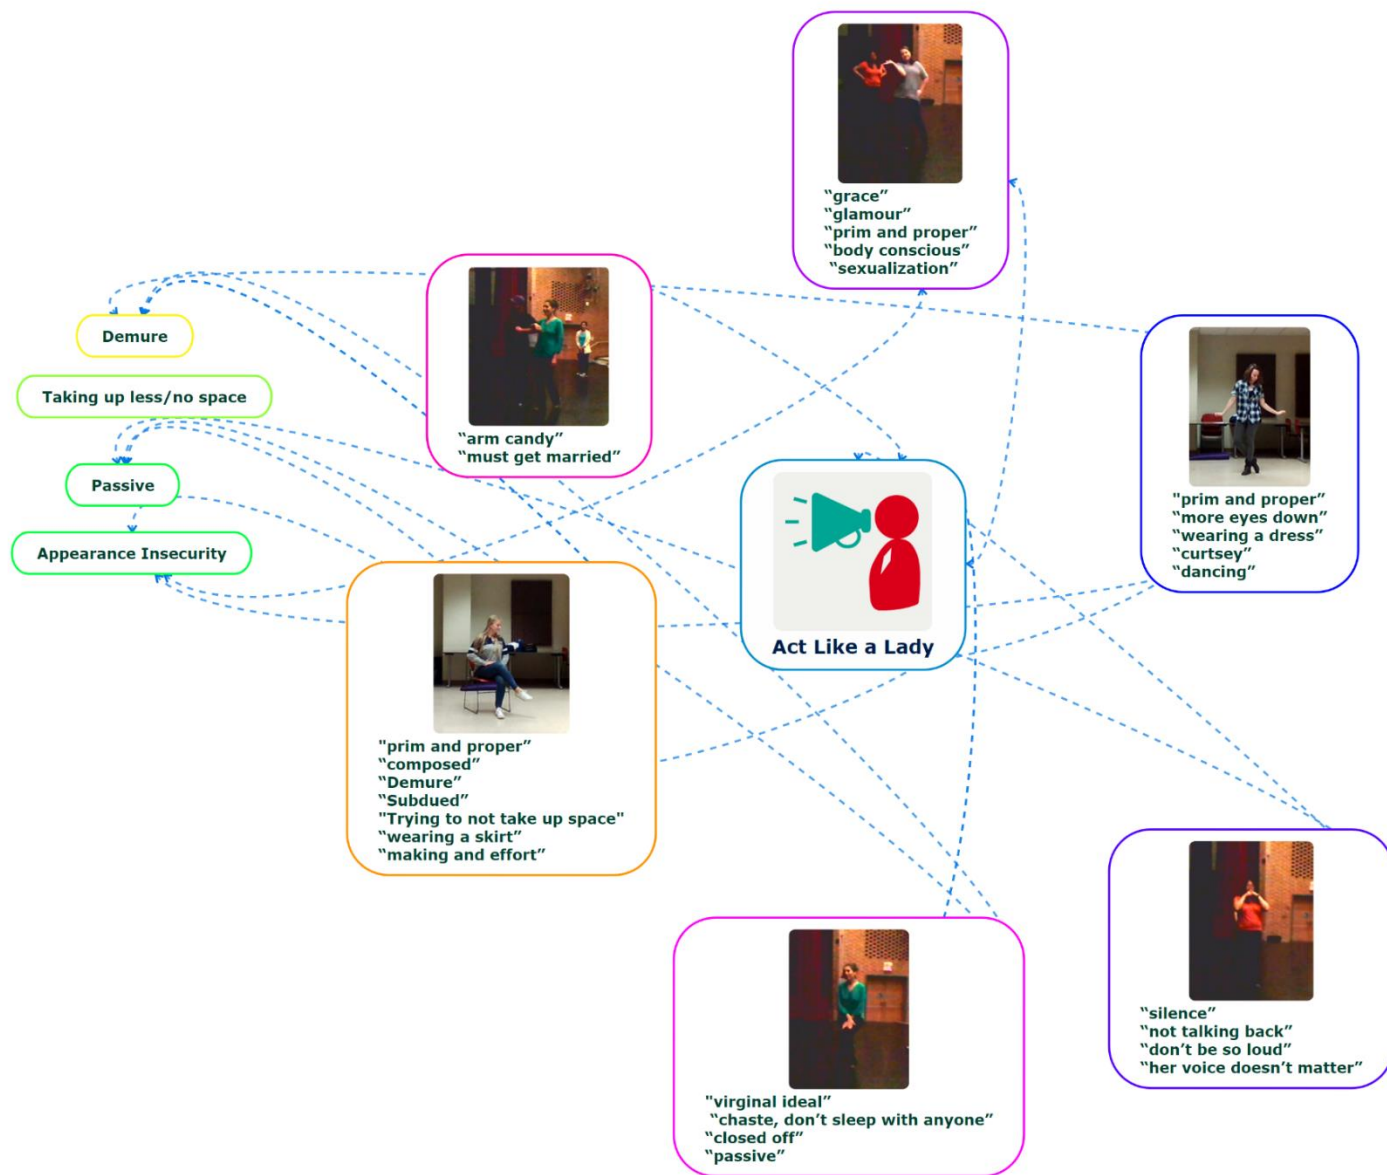 “grace”
“glamour”
“prim and proper”
“body conscious”
“sexualization”
“arm candy”
“must get married”
Demure
Taking up less/no space
Passive
Appearance Insecurity
"prim and proper”
“more eyes down”
“wearing a dress”
“curtsey”
“dancing”
Act Like a Lady
"prim and proper”
“composed”
“Demure”
“Subdued”
"Trying to not take up space"
“wearing a skirt”
“making and effort”
"virginal ideal”
“chaste, don’t sleep with anyone”
“closed off”
“passive”
“silence”
“not talking back”
“don’t be so loud”
“her voice doesn’t matter”